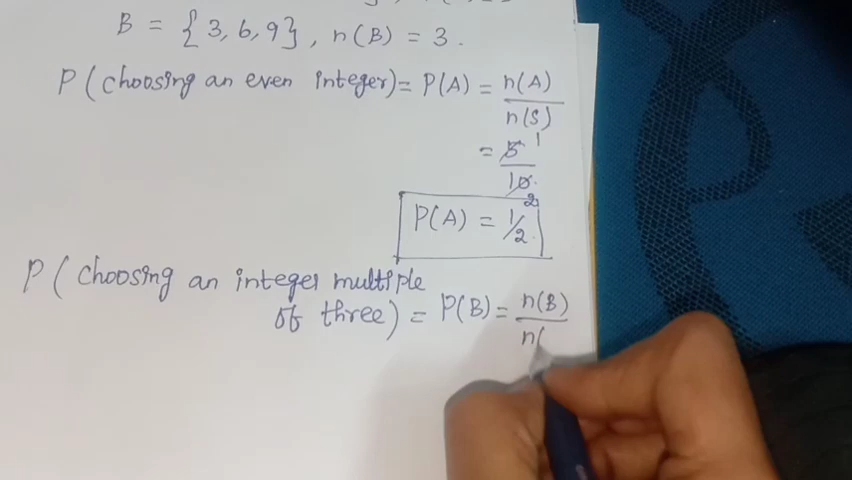 B = {3, 6, 9}, n(B) = 3.
P(choosing an even integer) = P(A) = n(A)/n(S)
= 5/10 1 2
P(A) = 1/2
P(choosing an integer multiple
of three) = P(B) = n(B)/n(